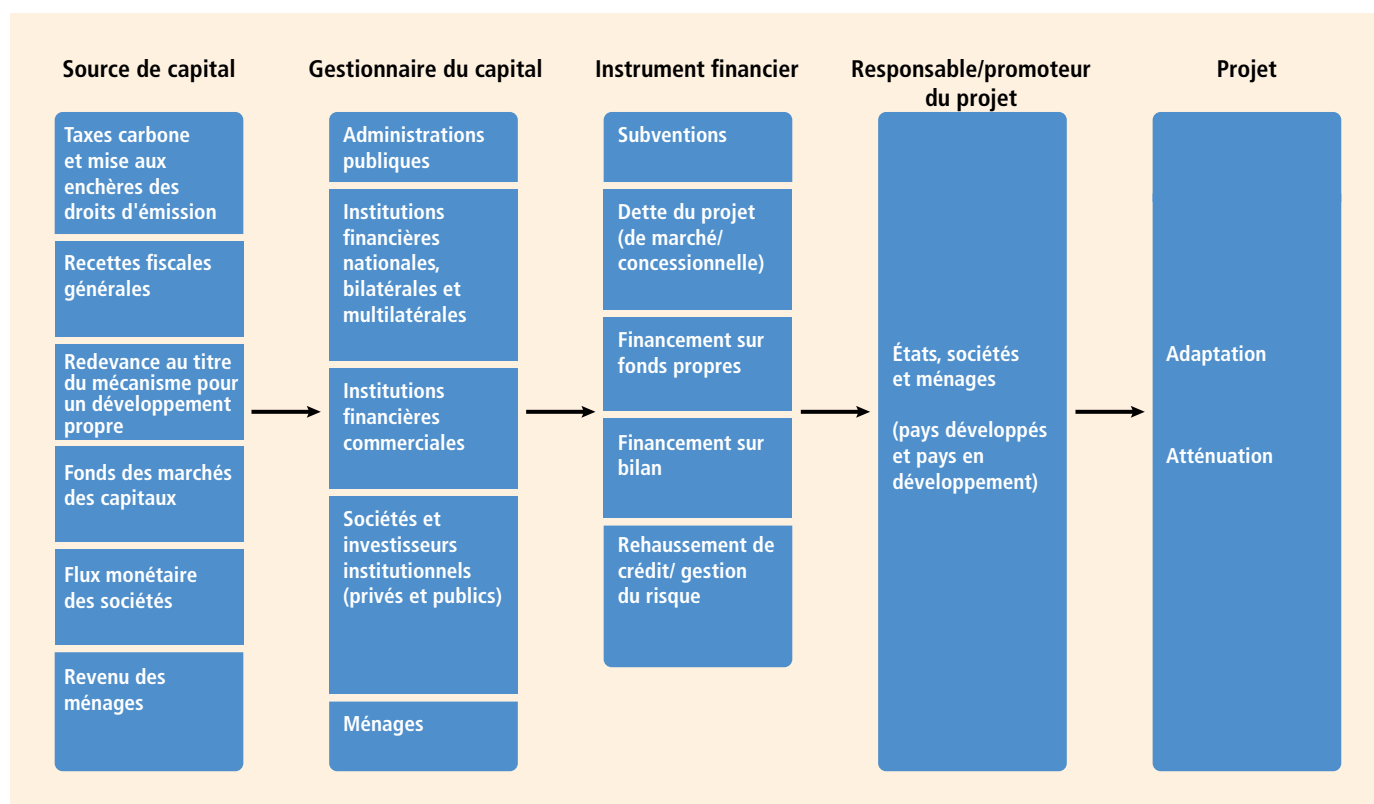 Source de capital
Taxes carbone
et mise aux
enchères des
droits d'émission
Recettes fiscales
générales
Redevance au titre
du mécanisme pour
un développement
propre
Fonds des marchés
des capitaux
Flux monétaire
des sociétés
Revenu des
ménages
Gestionnaire du capital
Administrations
publiques
Institutions
financières
nationales,
bilatérales et
multilatérales
Institutions
financières
commerciales
Sociétés et
investisseurs
institutionnels
(privés et publics)
Ménages
Instrument financier
Subventions
Dette du projet
(de marché/
concessionnelle)
Financement sur
fonds propres
Financement sur
bilan
Rehaussement de
crédit/ gestion
du risque
Responsable/promoteur
du projet
États, sociétés
et ménages
(pays développés
et pays en
développement)
Projet
Adaptation
Atténuation